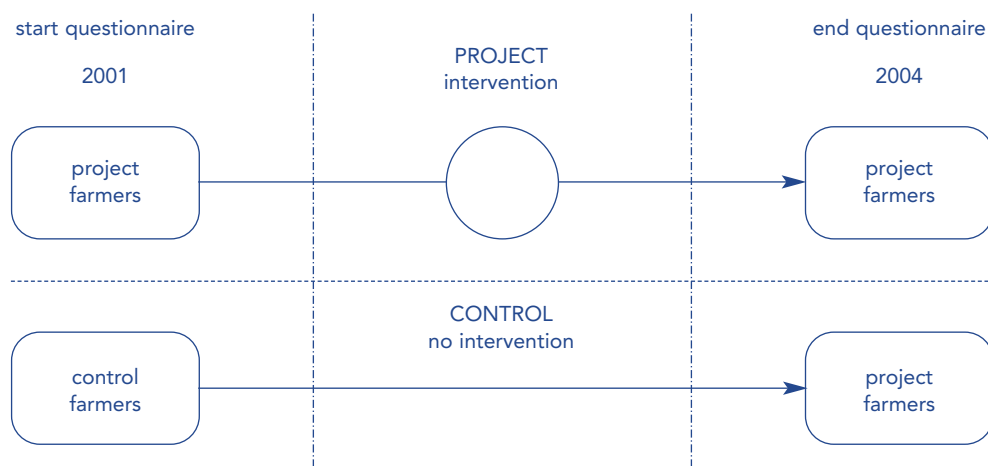 start questionnaire
2001
PROJECT
intervention
end questionnaire
2004
project
farmers
project
farmers
CONTROL
no intervention
control
farmers
project
farmers